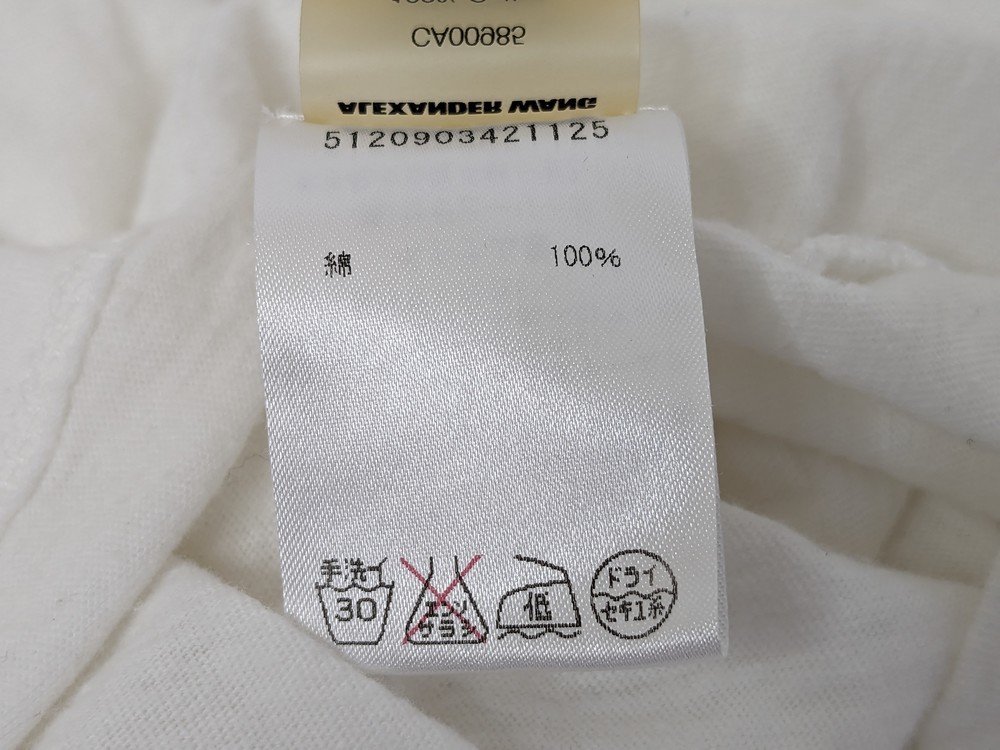 CA00985
ALEXANDER WANG
5120903421125
綿 100%
手洗イ
30
エンソ
サラシ
低
ドライ
セキユ系